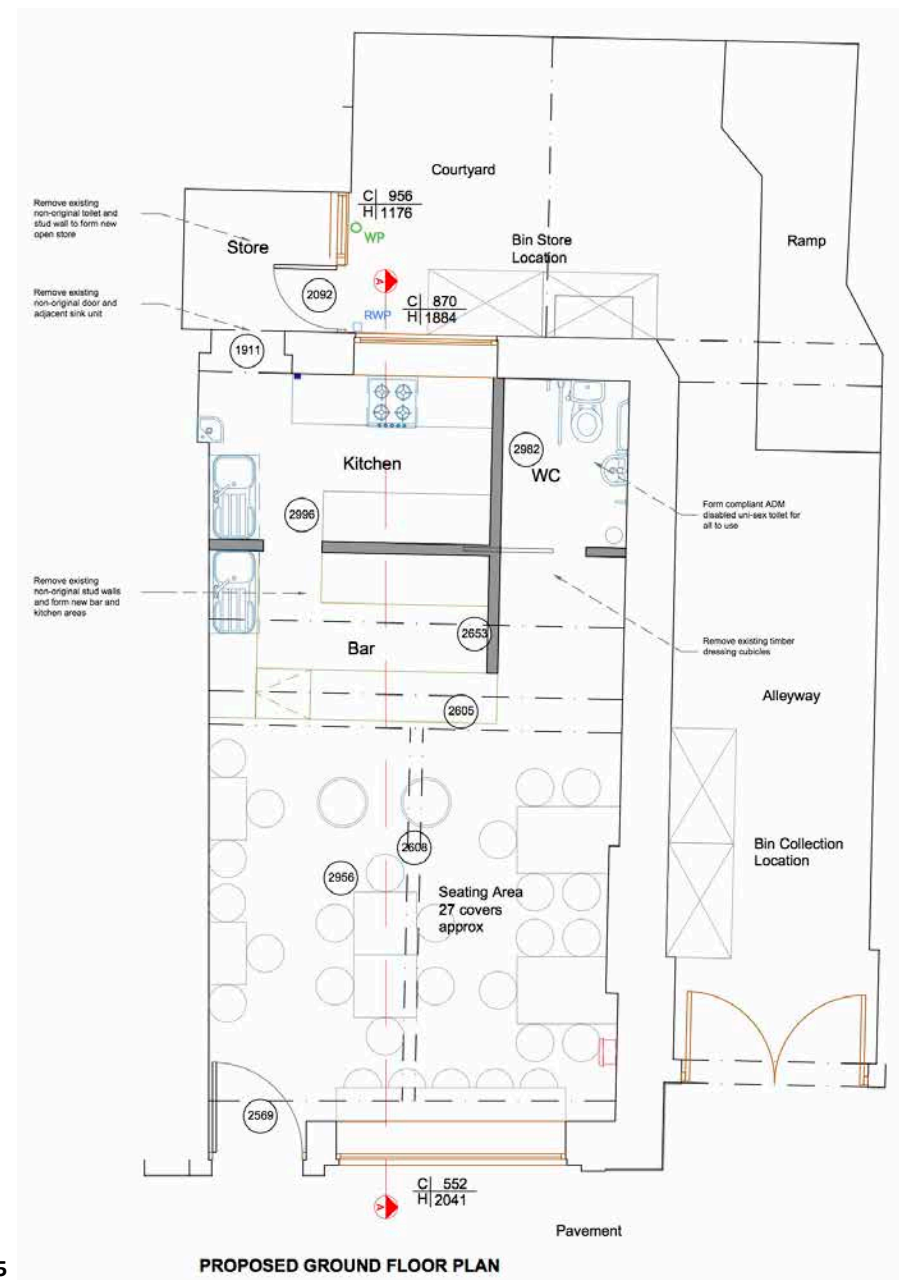 Courtyard
C 956
H 1176
Remove existing
non-original toilet and
stud wall to form new
open store
WP
Store
Bin Store
Location
Ramp
A
2092
C 870
H 1884
Remove existing
non-original door and
adjacent sink unit
RWP
1911
2982
Kitchen
WC
2996
Form compliant ADM
disabled uni-sex toilet for
all to use
Remove existing
non-original stud walls
and form new bar and
kitchen areas
2653
Bar
Remove existing timber
dressing cubicles
2605
Alleyway
2608
Bin Collection
Location
2956
Seating Area
27 covers
approx
2569
C 552
H 2041
A
Pavement
5
PROPOSED GROUND FLOOR PLAN